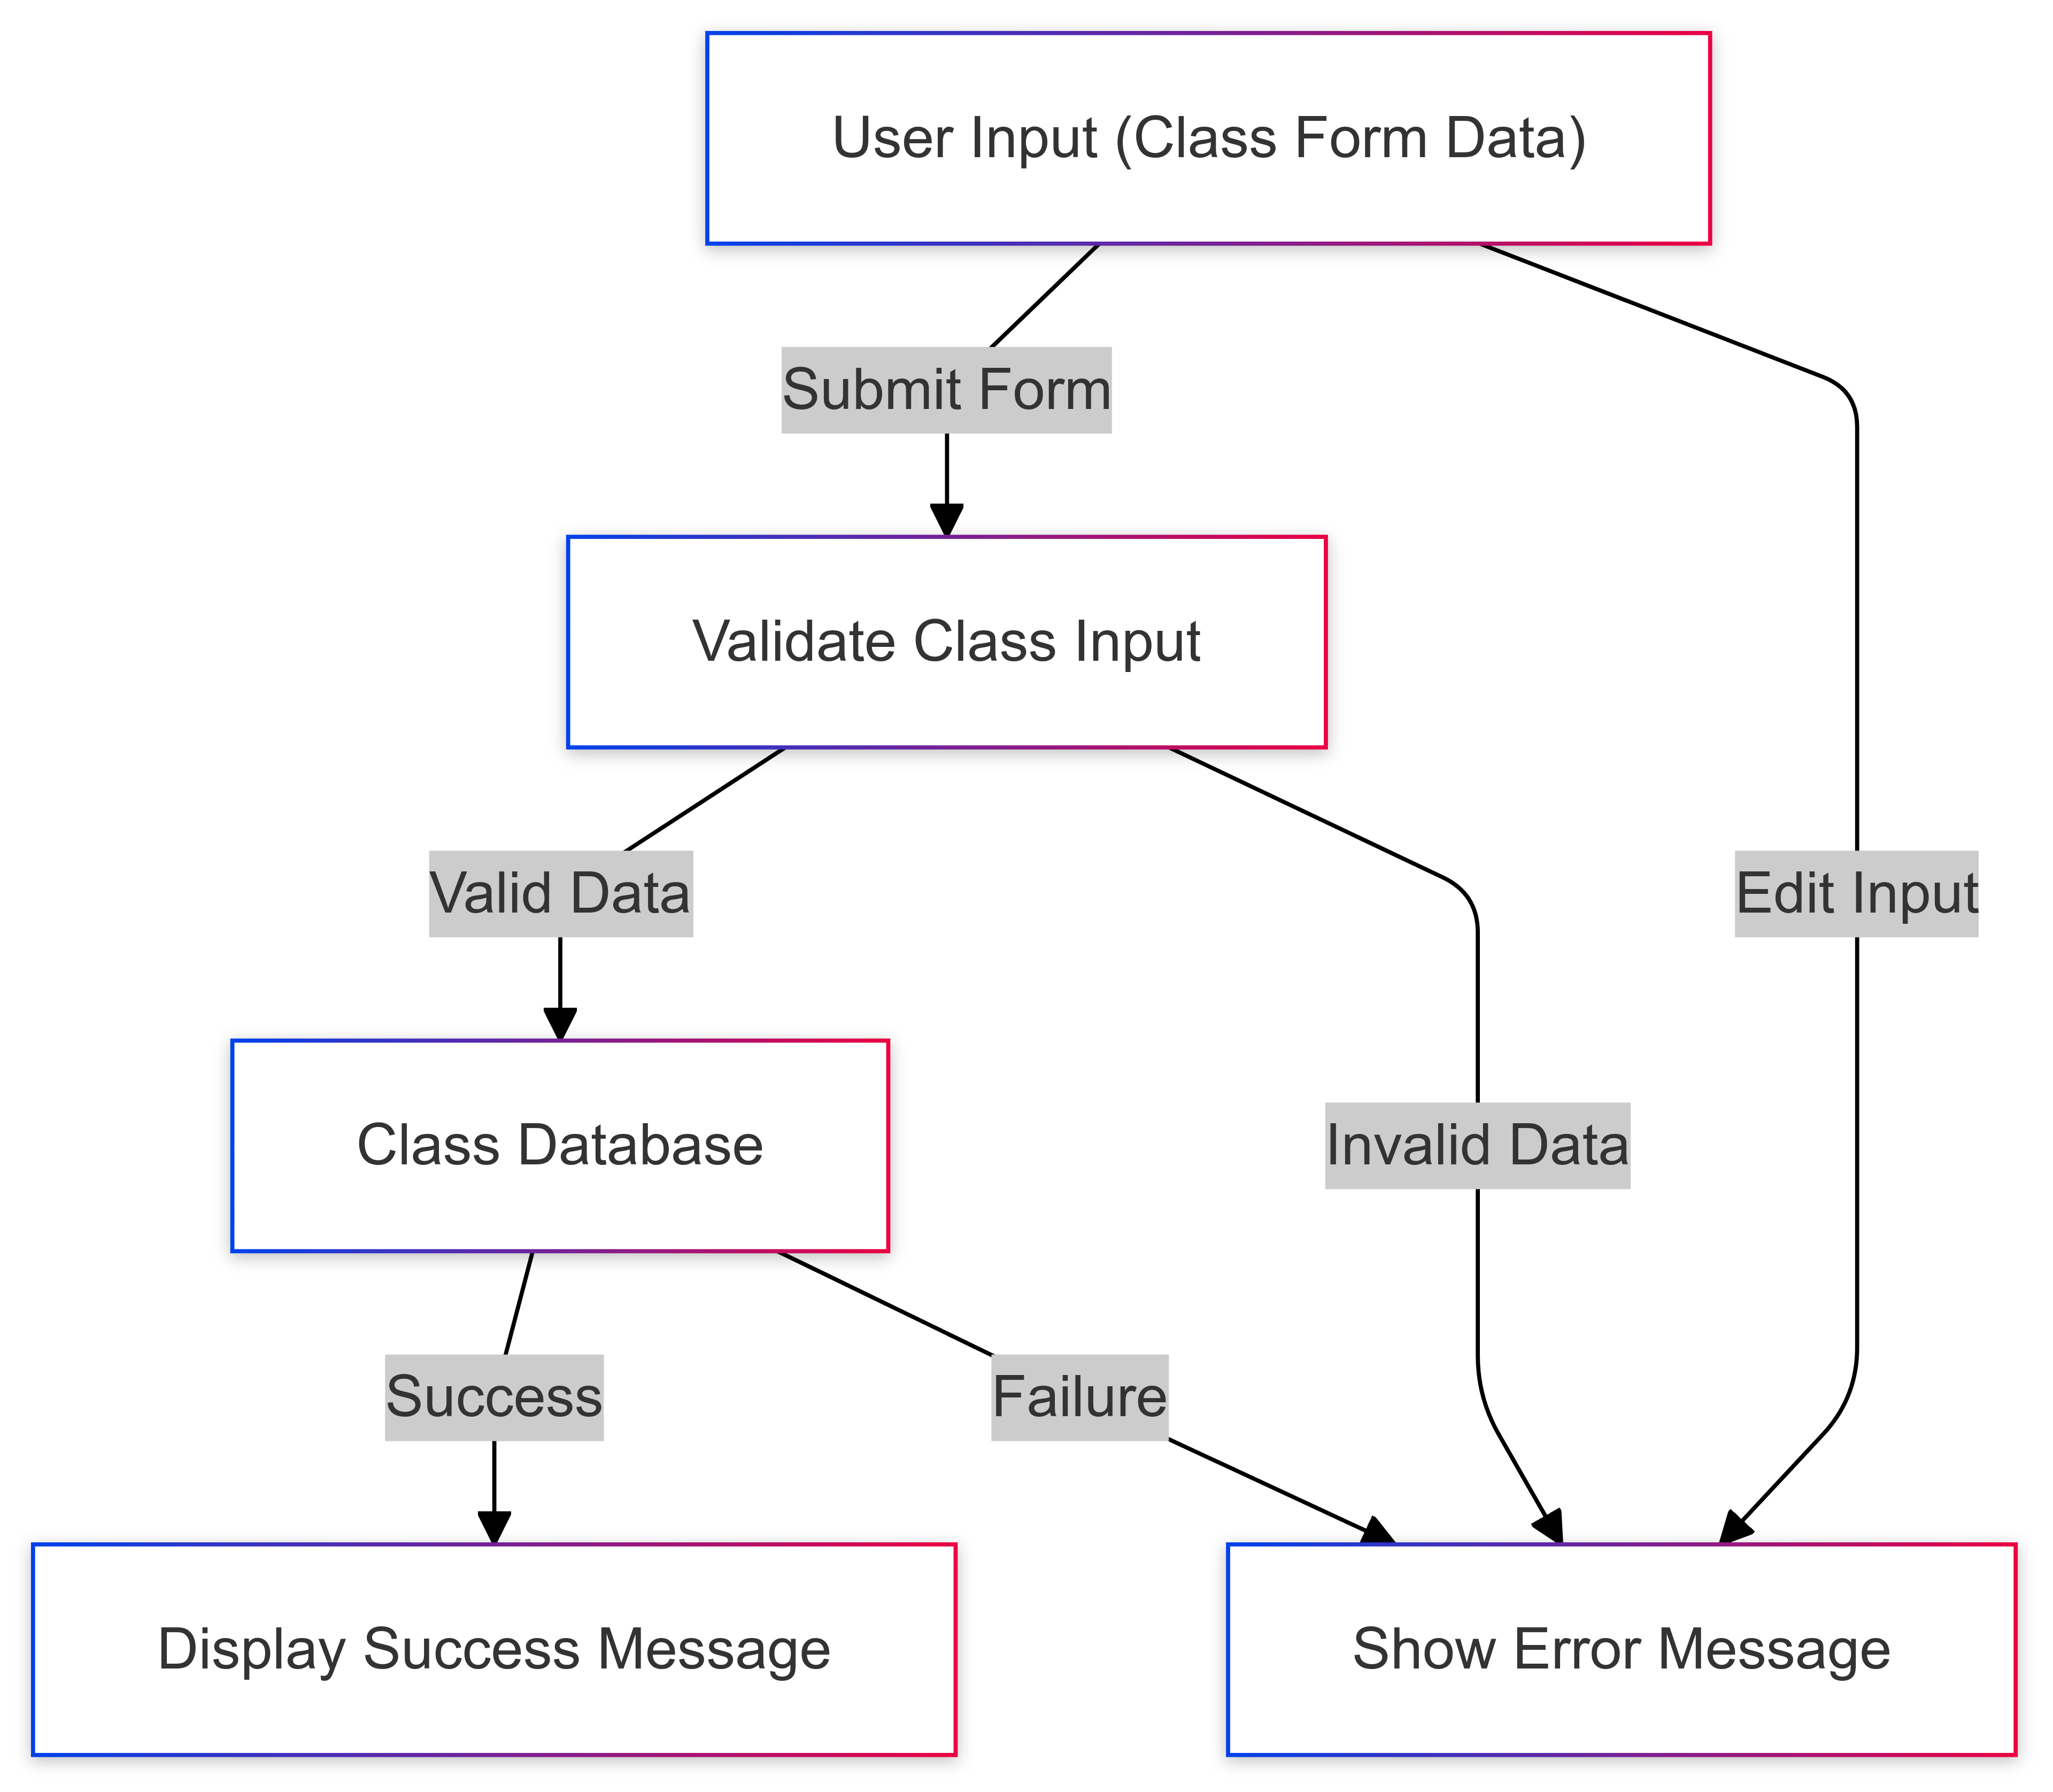 User Input (Class Form Data)
Submit Form
Validate Class Input
Valid Data
Edit Input
Class Database
Invalid Data
Success
Failure
Display Success Message
Show Error Message